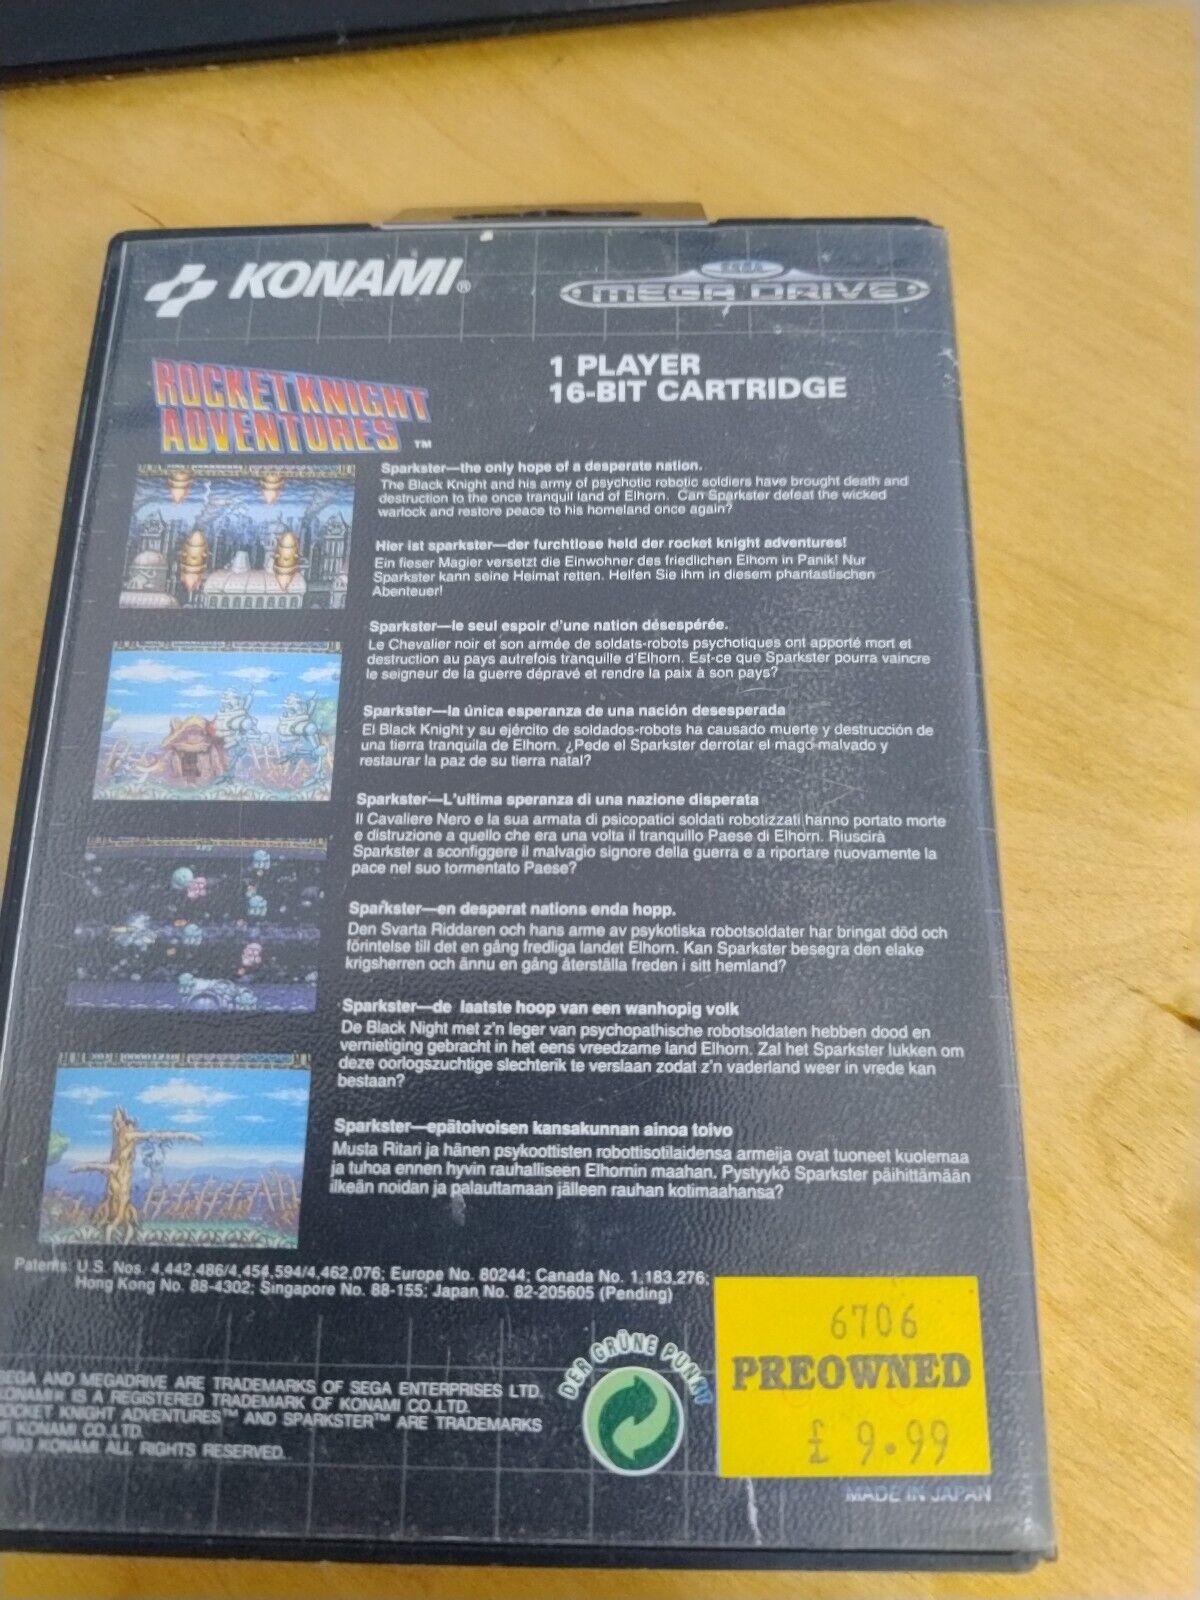 KONAMI®
SEGA
MEGA DRIVE
ROCKET KNIGHT
ADVENTURES™
1 PLAYER
16-BIT CARTRIDGE
Sparkster—the only hope of a desperate nation.
The Black Knight and his army of psychotic robotic soldiers have brought death and
destruction to the once tranquil land of Elhorn. Can Sparkster defeat the wicked
warlock and restore peace to his homeland once again?
Hier ist sparkster—der furchtlose held der rocket knight adventures!
Ein fieser Magier versetzt die Einwohner des friedlichen Elhorn in Panik! Nur
Sparkster kann seine Heimat retten. Helfen Sie ihm in diesem phantastischen
Abenteuer!
Sparkster—le seul espoir d'une nation désespérée.
Le Chevalier noir et son armée de soldats-robots psychotiques ont apporté mort et
destruction au pays autrefois tranquille d'Elhorn. Est-ce que Sparkster pourra vaincre
le seigneur de la guerre dépravé et rendre la paix à son pays?
Sparkster—la única esperanza de una nación desesperada
El Black Knight y su ejército de soldados-robots ha causado muerte y destrucción de
una tierra tranquila de Elhorn. ¿Pede el Sparkster derrotar el mago malvado y
restaurar la paz de su tierra natal?
Sparkster—L'ultima speranza di una nazione disperata
Il Cavaliere Nero e la sua armata di psicopatici soldati robotizzati hanno portato morte
e distruzione a quello che era una volta il tranquillo Paese di Elhorn. Riuscirà
Sparkster a sconfiggere il malvagio signore della guerra e a riportare nuovamente la
pace nel suo tormentato Paese?
Sparkster—en desperat nations enda hopp.
Den Svarta Riddaren och hans arme av psykotiska robotsoldater har bringat död och
förintelse till det en gång fredliga landet Elhorn. Kan Sparkster besegra den elake
krigsherren och ännu en gång återställa freden i sitt hemland?
Sparkster—de laatste hoop van een wanhopig volk
De Black Night met z'n leger van psychopathische robotsoldaten hebben dood en
vernietiging gebracht in het eens vreedzame land Elhorn. Zal het Sparkster lukken om
deze oorlogszuchtige slechterik te verslaan zodat z'n vaderland weer in vrede kan
bestaan?
Sparkster—epätoivoisen kansakunnan ainoa toivo
Musta Ritari ja hänen psykoottisten robottisotilaidensa armeija ovat tuoneet kuolemaa
ja tuhoa ennen hyvin rauhalliseen Elhornin maahan. Pystyykö Sparkster päihittämään
ilkeän noidan ja palauttamaan jälleen rauhan kotimaahansa?
Patents: U.S. Nos. 4,442,486/4,454,594/4,462,076; Europe No. 80244; Canada No. 1,183,276;
Hong Kong No. 88-4302; Singapore No. 88-155; Japan No. 82-205605 (Pending)
SEGA AND MEGADRIVE ARE TRADEMARKS OF SEGA ENTERPRISES LTD.
KONAMI® IS A REGISTERED TRADEMARK OF KONAMI CO.,LTD.
ROCKET KNIGHT ADVENTURES™ AND SPARKSTER™ ARE TRADEMARKS
KONAMI CO.,LTD.
KONAMI ALL RIGHTS RESERVED.
DER GRÜNE PUNKT
6706
PREOWNED
£ 9.99
MADE IN JAPAN